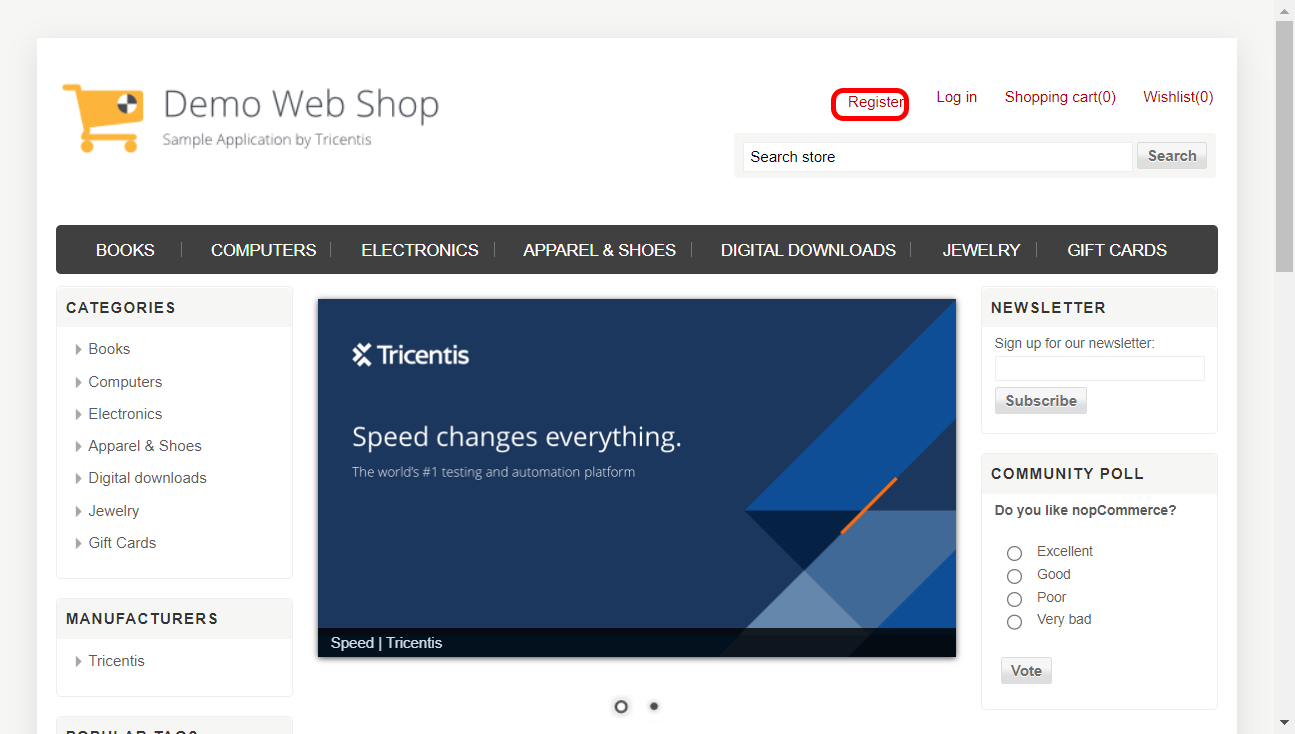 Demo Web Shop
Sample Application by Tricentis
Register Log in Shopping cart(0) Wishlist(0)
Search store Search
BOOKS COMPUTERS ELECTRONICS APPAREL & SHOES DIGITAL DOWNLOADS JEWELRY GIFT CARDS
CATEGORIES
Books
Computers
Electronics
Apparel & Shoes
Digital downloads
Jewelry
Gift Cards
MANUFACTURERS
Tricentis
POPULAR TAGS
Tricentis
Speed changes everything.
The world's #1 testing and automation platform
Speed | Tricentis
NEWSLETTER
Sign up for our newsletter:
Subscribe
COMMUNITY POLL
Do you like nopCommerce?
Excellent
Good
Poor
Very bad
Vote